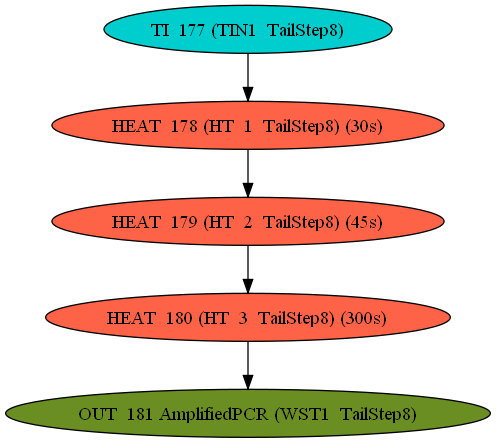 TI  177 (TIN1  TailStep8)
HEAT  178 (HT  1  TailStep8) (30s)
HEAT  179 (HT  2  TailStep8) (45s)
HEAT  180 (HT  3  TailStep8) (300s)
OUT  181 AmplifiedPCR (WST1  TailStep8)